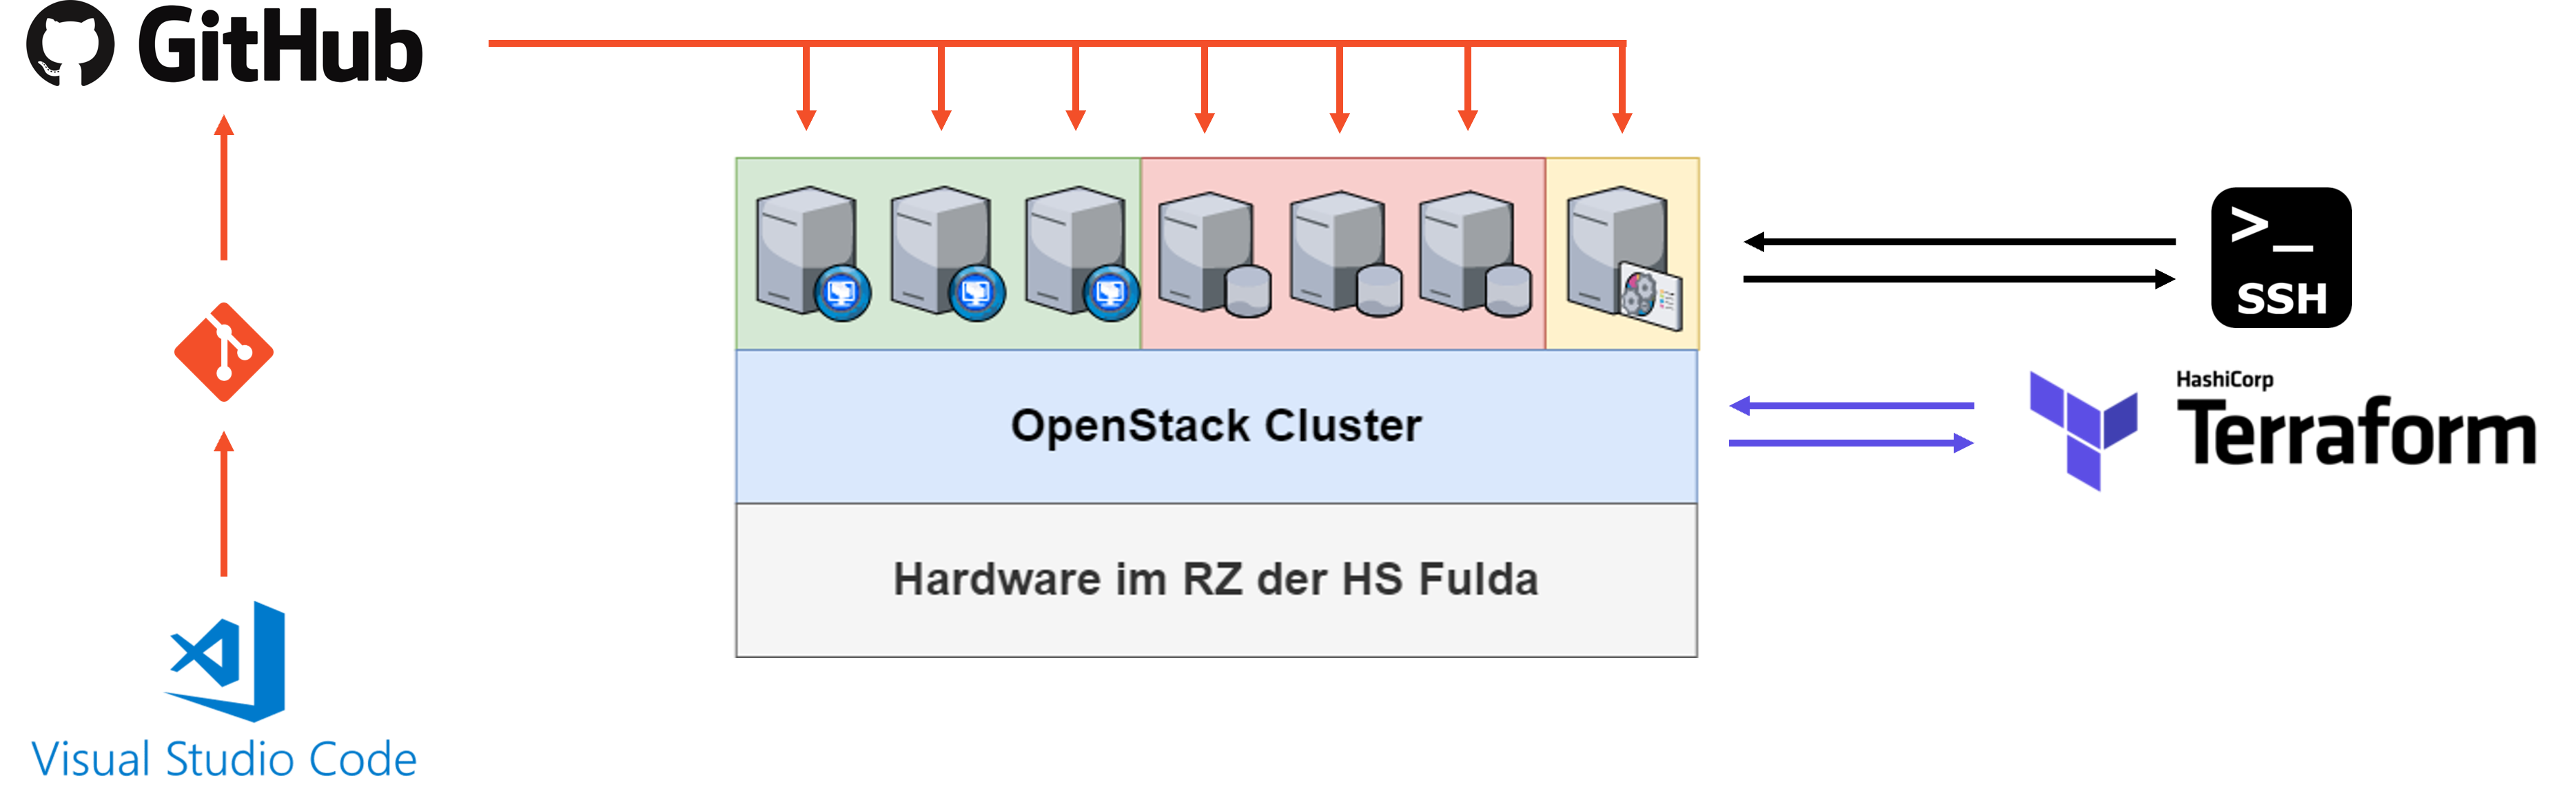 GitHub
>_
SSH
HashiCorp
Terraform
OpenStack Cluster
Hardware im RZ der HS Fulda
Visual Studio Code